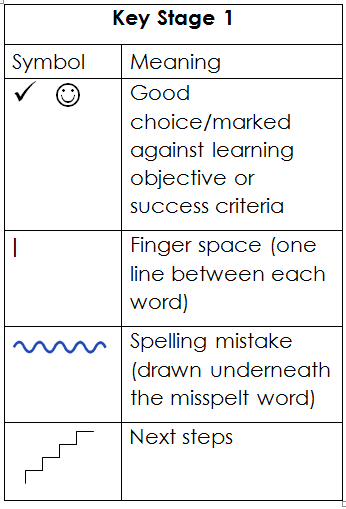 Key Stage 1
Symbol Meaning
✓ ☺ Good
choice/marked
against learning
objective or
success criteria
| Finger space (one
line between each
word)
Spelling mistake
(drawn underneath
the misspelt word)
Next steps